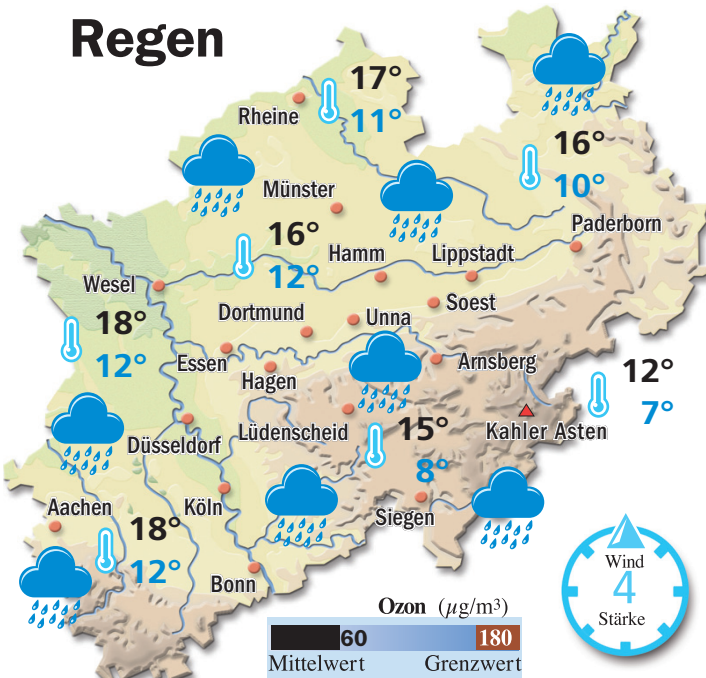 Regen
17°
11°
Rheine
16°
10°
Münster
16°
12°
Paderborn
Hamm
Lippstadt
Wesel
Soest
Dortmund
Unna
18°
12°
Essen
Arnsberg
Hagen
12°
7°
Lüdenscheid
Kahler Asten
15°
8°
Düsseldorf
Köln
Siegen
Aachen
18°
12°
Bonn
Wind
4
Stärke
Ozon (µg/m³)
60
180
Mittelwert
Grenzwert